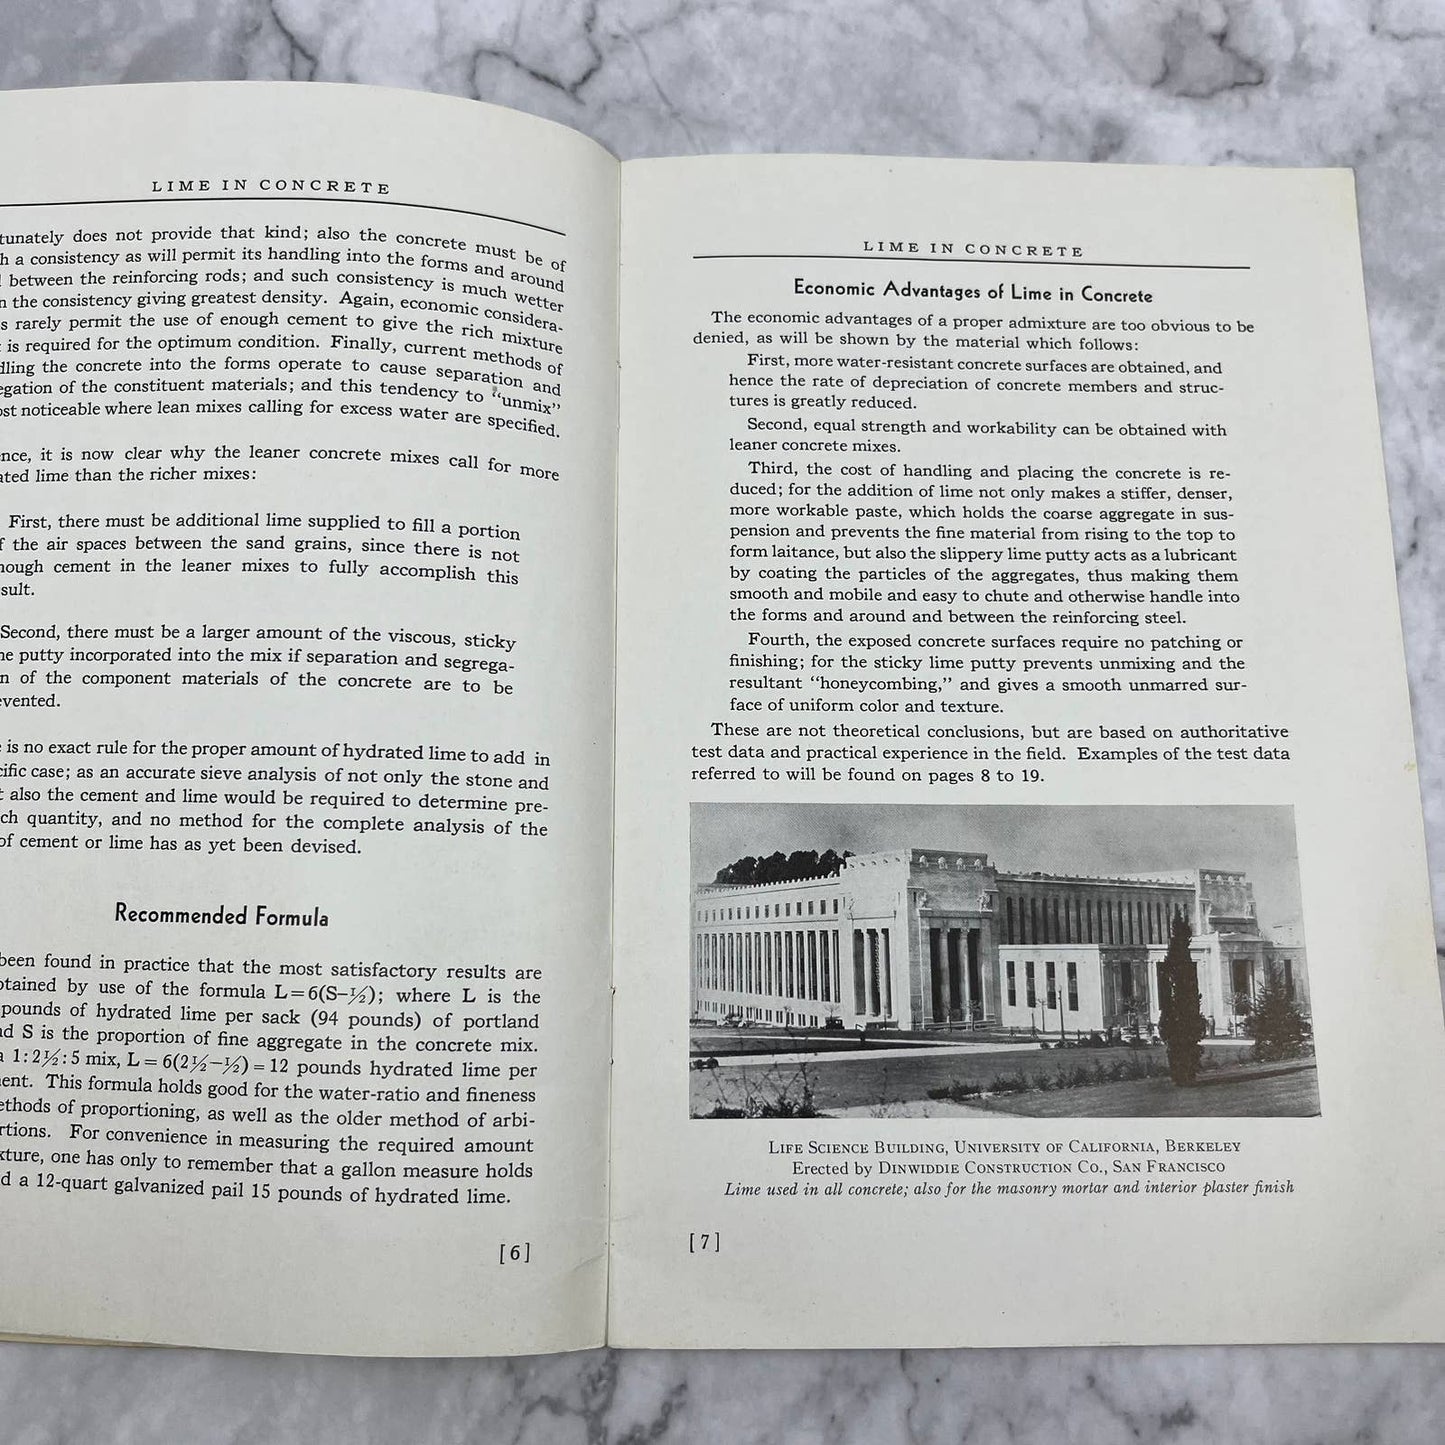 LIME IN CONCRETE
does not provide that kind; also the concrete must be of
a consistency as will permit its handling into the forms and around
between the reinforcing rods; and such consistency is much wetter
the consistency giving greatest density. Again, economic considera-
rarely permit the use of enough cement to give the rich mixture
is required for the optimum condition. Finally, current methods of
the concrete into the forms operate to cause separation and
of the constituent materials; and this tendency to "unmix"
noticeable where lean mixes calling for excess water are specified.
it is now clear why the leaner concrete mixes call for more
lime than the richer mixes:
First, there must be additional lime supplied to fill a portion
the air spaces between the sand grains, since there is not
cement in the leaner mixes to fully accomplish this
Second, there must be a larger amount of the viscous, sticky
putty incorporated into the mix if separation and segrega-
of the component materials of the concrete are to be
is no exact rule for the proper amount of hydrated lime to add in
case; as an accurate sieve analysis of not only the stone and
also the cement and lime would be required to determine pre-
quantity, and no method for the complete analysis of the
of cement or lime has as yet been devised.
Recommended Formula
been found in practice that the most satisfactory results are
by use of the formula L=6(S-½); where L is the
pounds of hydrated lime per sack (94 pounds) of portland
S is the proportion of fine aggregate in the concrete mix.
a 1:2½:5 mix, L = 6(2½-½) = 12 pounds hydrated lime per
This formula holds good for the water-ratio and fineness
of proportioning, as well as the older method of arbi-
For convenience in measuring the required amount
one has only to remember that a gallon measure holds
a 12-quart galvanized pail 15 pounds of hydrated lime.
[6]
LIME IN CONCRETE
Economic Advantages of Lime in Concrete
The economic advantages of a proper admixture are too obvious to be
denied, as will be shown by the material which follows:
First, more water-resistant concrete surfaces are obtained, and
hence the rate of depreciation of concrete members and struc-
tures is greatly reduced.
Second, equal strength and workability can be obtained with
leaner concrete mixes.
Third, the cost of handling and placing the concrete is re-
duced; for the addition of lime not only makes a stiffer, denser,
more workable paste, which holds the coarse aggregate in sus-
pension and prevents the fine material from rising to the top to
form laitance, but also the slippery lime putty acts as a lubricant
by coating the particles of the aggregates, thus making them
smooth and mobile and easy to chute and otherwise handle into
the forms and around and between the reinforcing steel.
Fourth, the exposed concrete surfaces require no patching or
finishing; for the sticky lime putty prevents unmixing and the
resultant "honeycombing," and gives a smooth unmarred sur-
face of uniform color and texture.
These are not theoretical conclusions, but are based on authoritative
test data and practical experience in the field. Examples of the test data
referred to will be found on pages 8 to 19.
LIFE SCIENCE BUILDING, UNIVERSITY OF CALIFORNIA, BERKELEY
Erected by DINWIDDIE CONSTRUCTION CO., SAN FRANCISCO
Lime used in all concrete; also for the masonry mortar and interior plaster finish
[7]